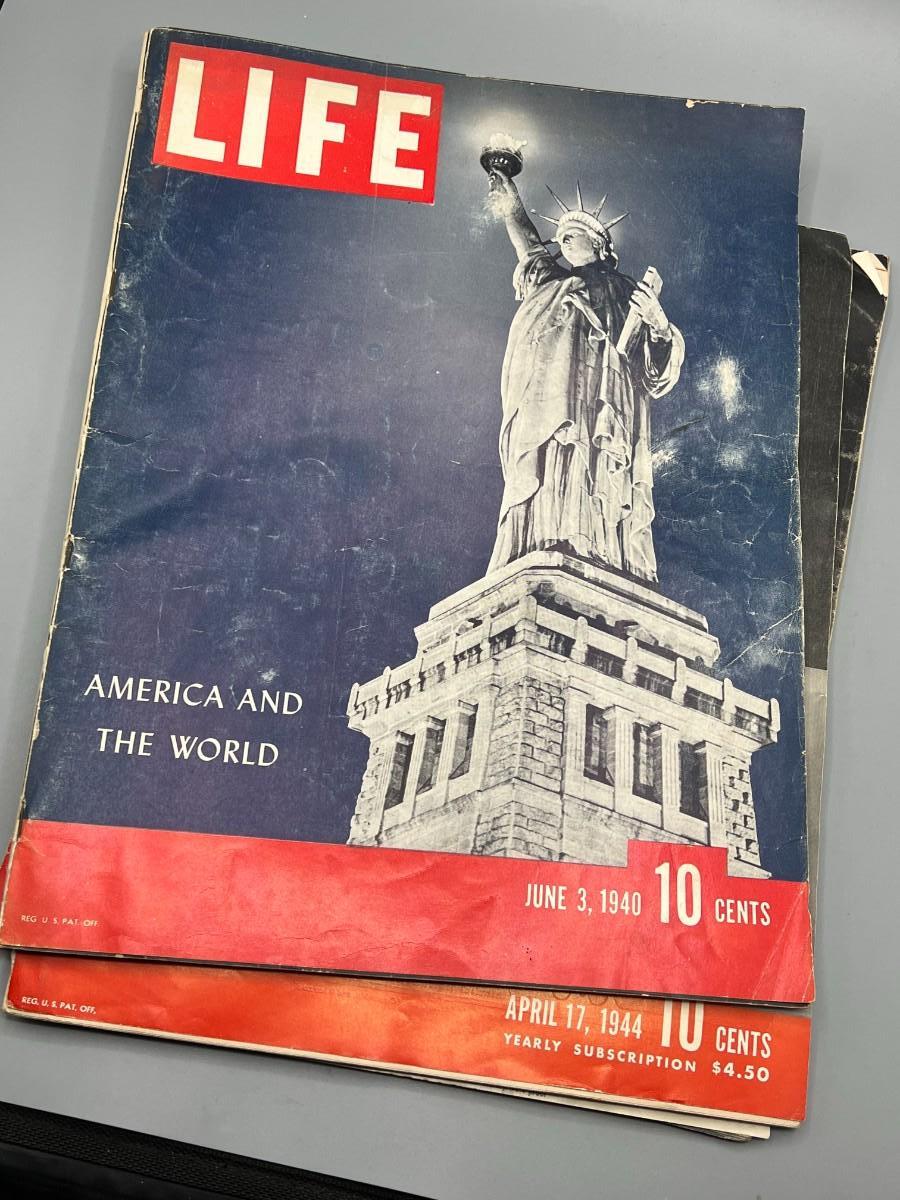 LIFE
AMERICA AND
THE WORLD
JUNE 3, 1940 10 CENTS
REG. U. S. PAT. OFF.
REG. U. S. PAT. OFF.
APRIL 17, 1944 10 CENTS
YEARLY SUBSCRIPTION $4.50